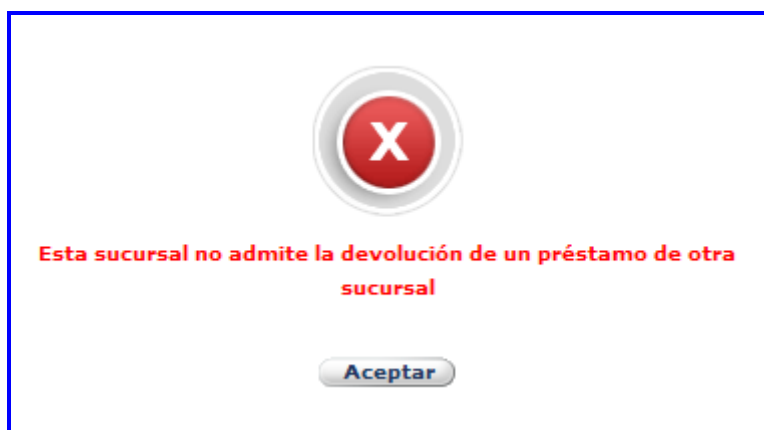 X
Esta sucursal no admite la devolución de un préstamo de otra
sucursal
Aceptar